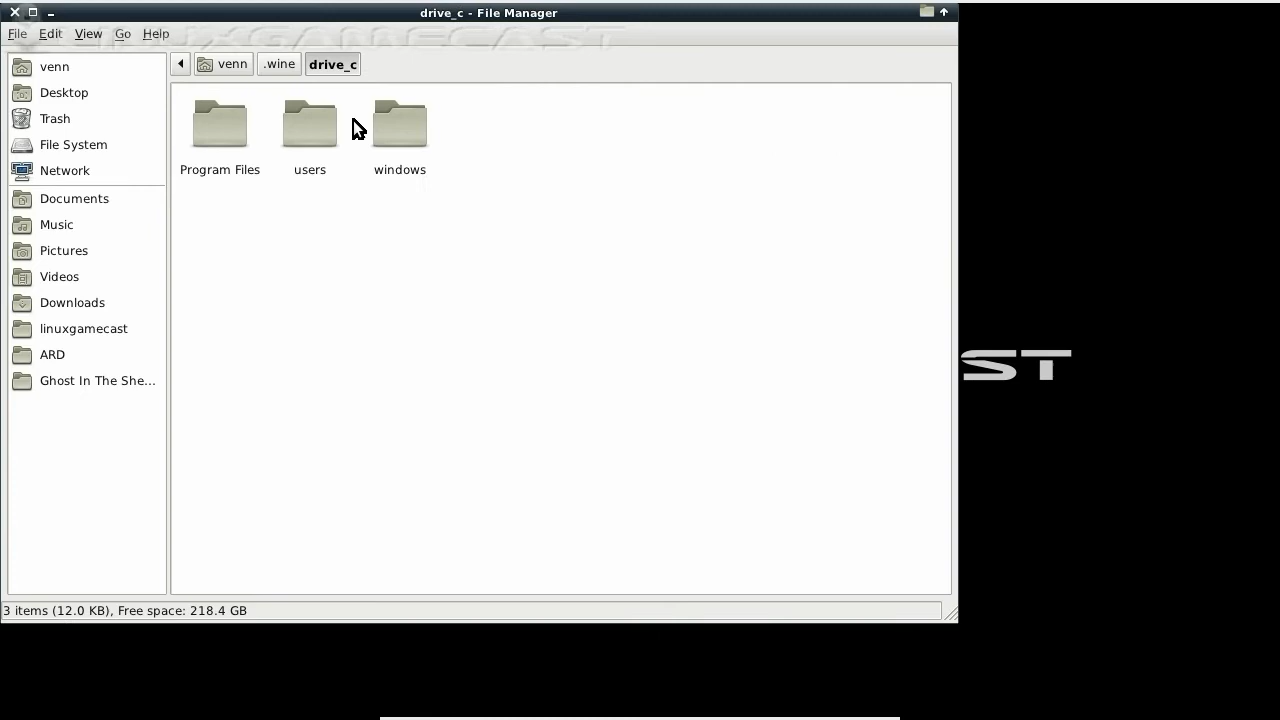 drive_c - File Manager
File Edit View Go Help
LINUXGAMECAST
venn .wine drive_c
venn
Desktop
Trash
File System
Network
Documents
Music
Pictures
Videos
Downloads
linuxgamecast
ARD
Ghost In The She...
Program Files users windows
ST
3 items (12.0 KB), Free space: 218.4 GB